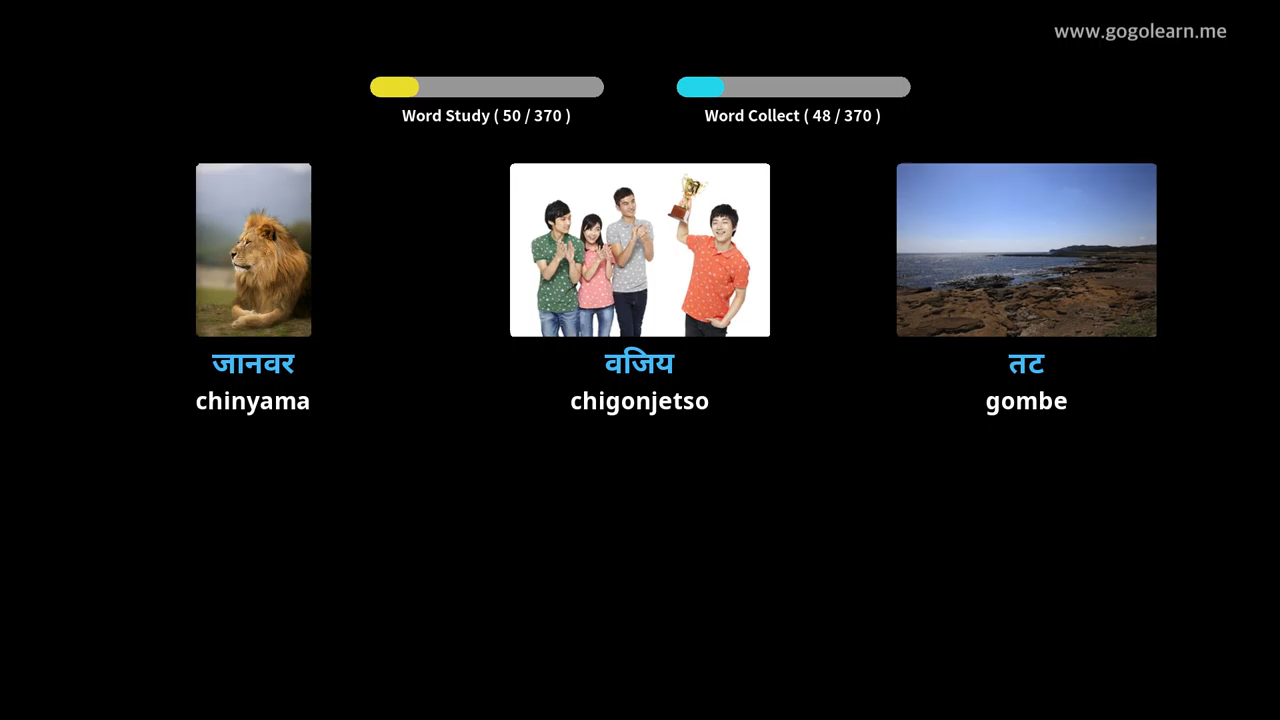 www.gogolearn.me
Word Study ( 50 / 370 )
Word Collect ( 48 / 370 )
जानवर
वजिय
तट
chinyama
chigonjetso
gombe